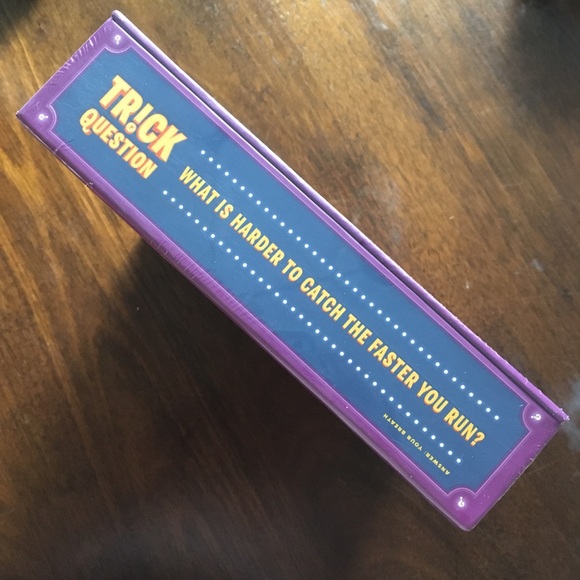 TR!CK
QUESTION
WHAT IS HARDER TO CATCH THE FASTER YOU RUN?
ANSWER: YOUR BREATH